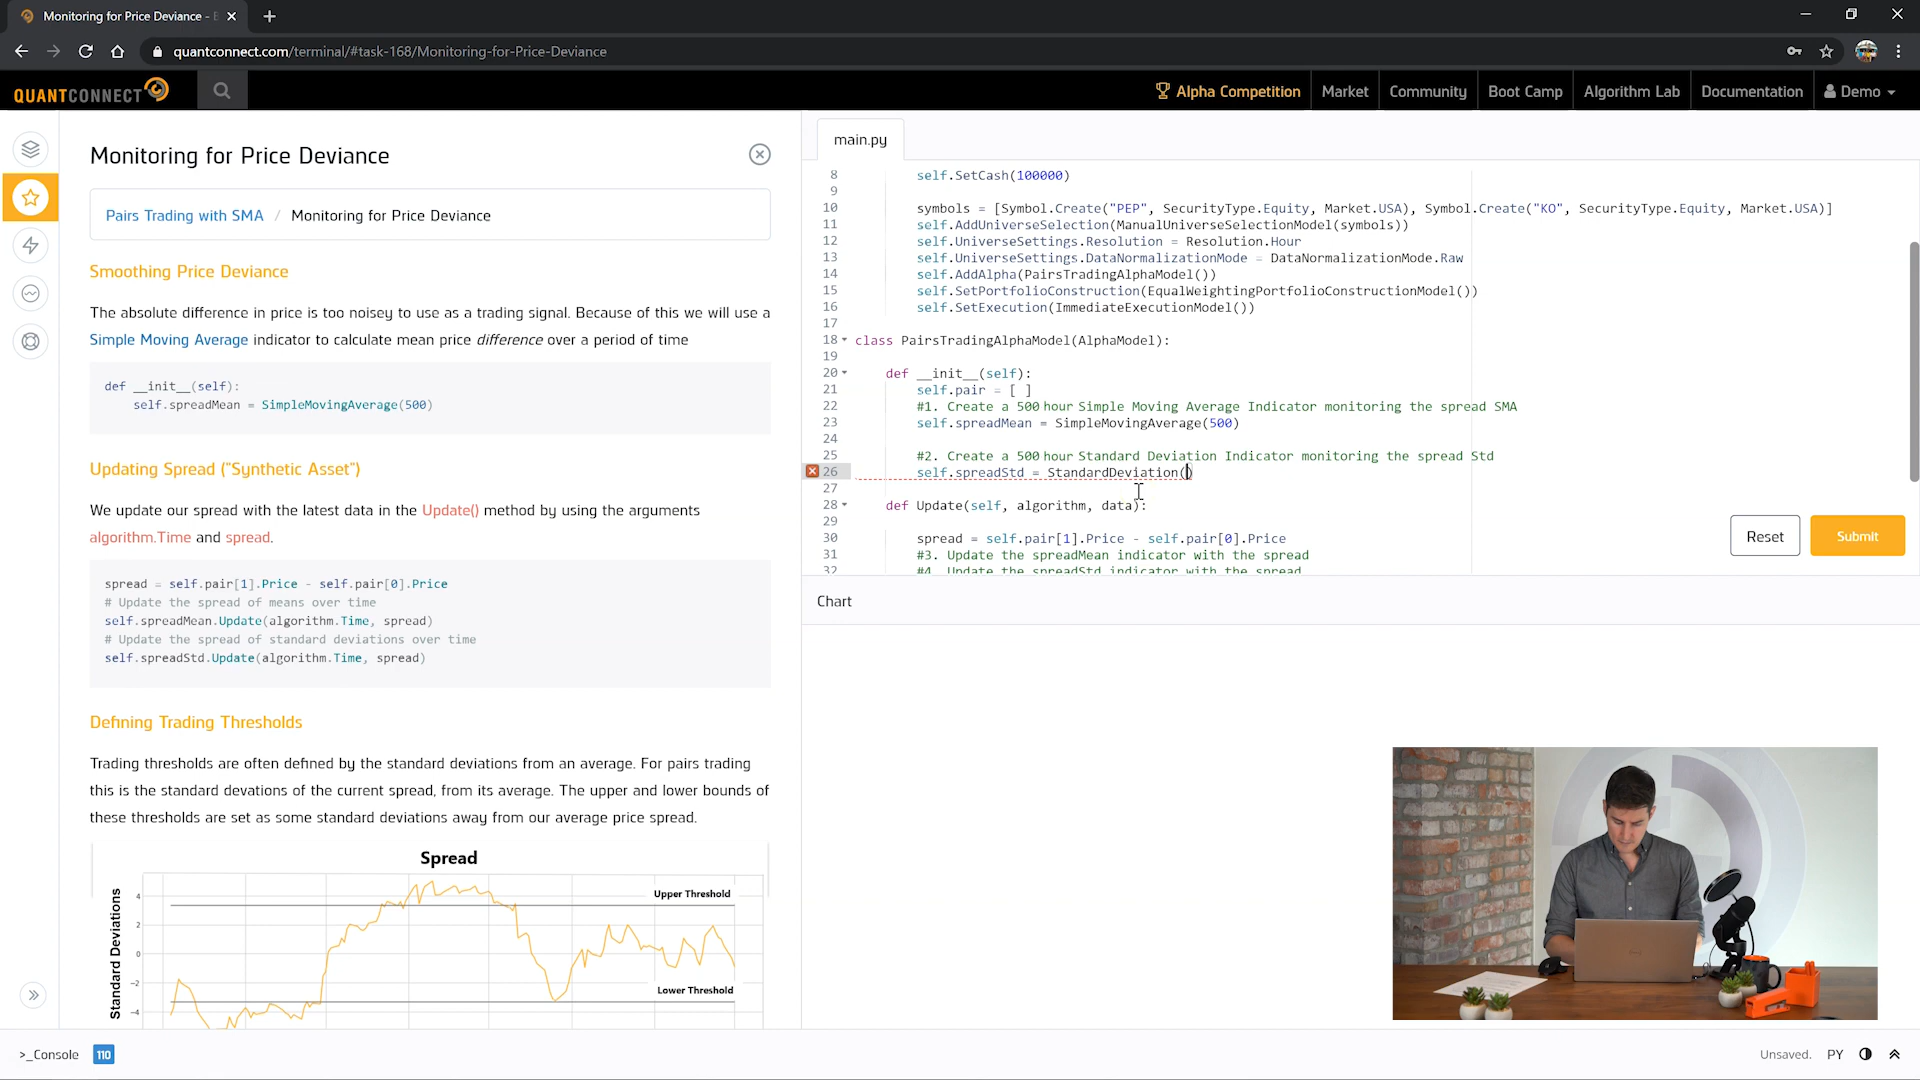 Monitoring for Price Deviance -
quantconnect.com/terminal/#task-168/Monitoring-for-Price-Deviance
QUANTCONNECT
Alpha Competition
Market
Community
Boot Camp
Algorithm Lab
Documentation
Demo
Monitoring for Price Deviance
Pairs Trading with SMA / Monitoring for Price Deviance
Smoothing Price Deviance
The absolute difference in price is too noisey to use as a trading signal. Because of this we will use a
Simple Moving Average indicator to calculate mean price difference over a period of time
def __init__(self):
self.spreadMean = SimpleMovingAverage(500)
Updating Spread ("Synthetic Asset")
We update our spread with the latest data in the Update() method by using the arguments
algorithm.Time and spread.
spread = self.pair[1].Price - self.pair[0].Price
# Update the spread of means over time
self.spreadMean.Update(algorithm.Time, spread)
# Update the spread of standard deviations over time
self.spreadStd.Update(algorithm.Time, spread)
Defining Trading Thresholds
Trading thresholds are often defined by the standard deviations from an average. For pairs trading
this is the standard devations of the current spread, from its average. The upper and lower bounds of
these thresholds are set as some standard deviations away from our average price spread.
Spread
Standard Deviations
4
2
0
-2
-4
Upper Threshold
Lower Threshold
main.py
8 self.SetCash(100000)
9
10 symbols = [Symbol.Create("PEP", SecurityType.Equity, Market.USA), Symbol.Create("KO", SecurityType.Equity, Market.USA)]
11 self.AddUniverseSelection(ManualUniverseSelectionModel(symbols))
12 self.UniverseSettings.Resolution = Resolution.Hour
13 self.UniverseSettings.DataNormalizationMode = DataNormalizationMode.Raw
14 self.AddAlpha(PairsTradingAlphaModel())
15 self.SetPortfolioConstruction(EqualWeightingPortfolioConstructionModel())
16 self.SetExecution(ImmediateExecutionModel())
17
18 class PairsTradingAlphaModel(AlphaModel):
19
20 def __init__(self):
21 self.pair = [ ]
22 #1. Create a 500 hour Simple Moving Average Indicator monitoring the spread SMA
23 self.spreadMean = SimpleMovingAverage(500)
24
25 #2. Create a 500 hour Standard Deviation Indicator monitoring the spread Std
26 self.spreadStd = StandardDeviation()
27
28 def Update(self, algorithm, data):
29
30 spread = self.pair[1].Price - self.pair[0].Price
31 #3. Update the spreadMean indicator with the spread
32 #4. Update the spreadStd indicator with the spread
Reset
Submit
Chart
>_Console 110
Unsaved. PY